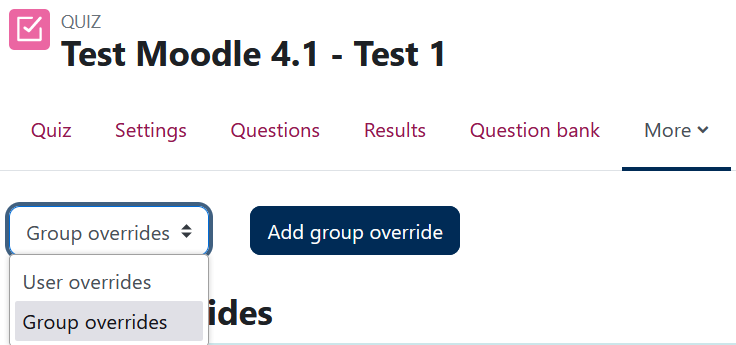 QUIZ
Test Moodle 4.1 - Test 1
Quiz Settings Questions Results Question bank More
Group overrides Add group override
User overrides
Group overrides
ides